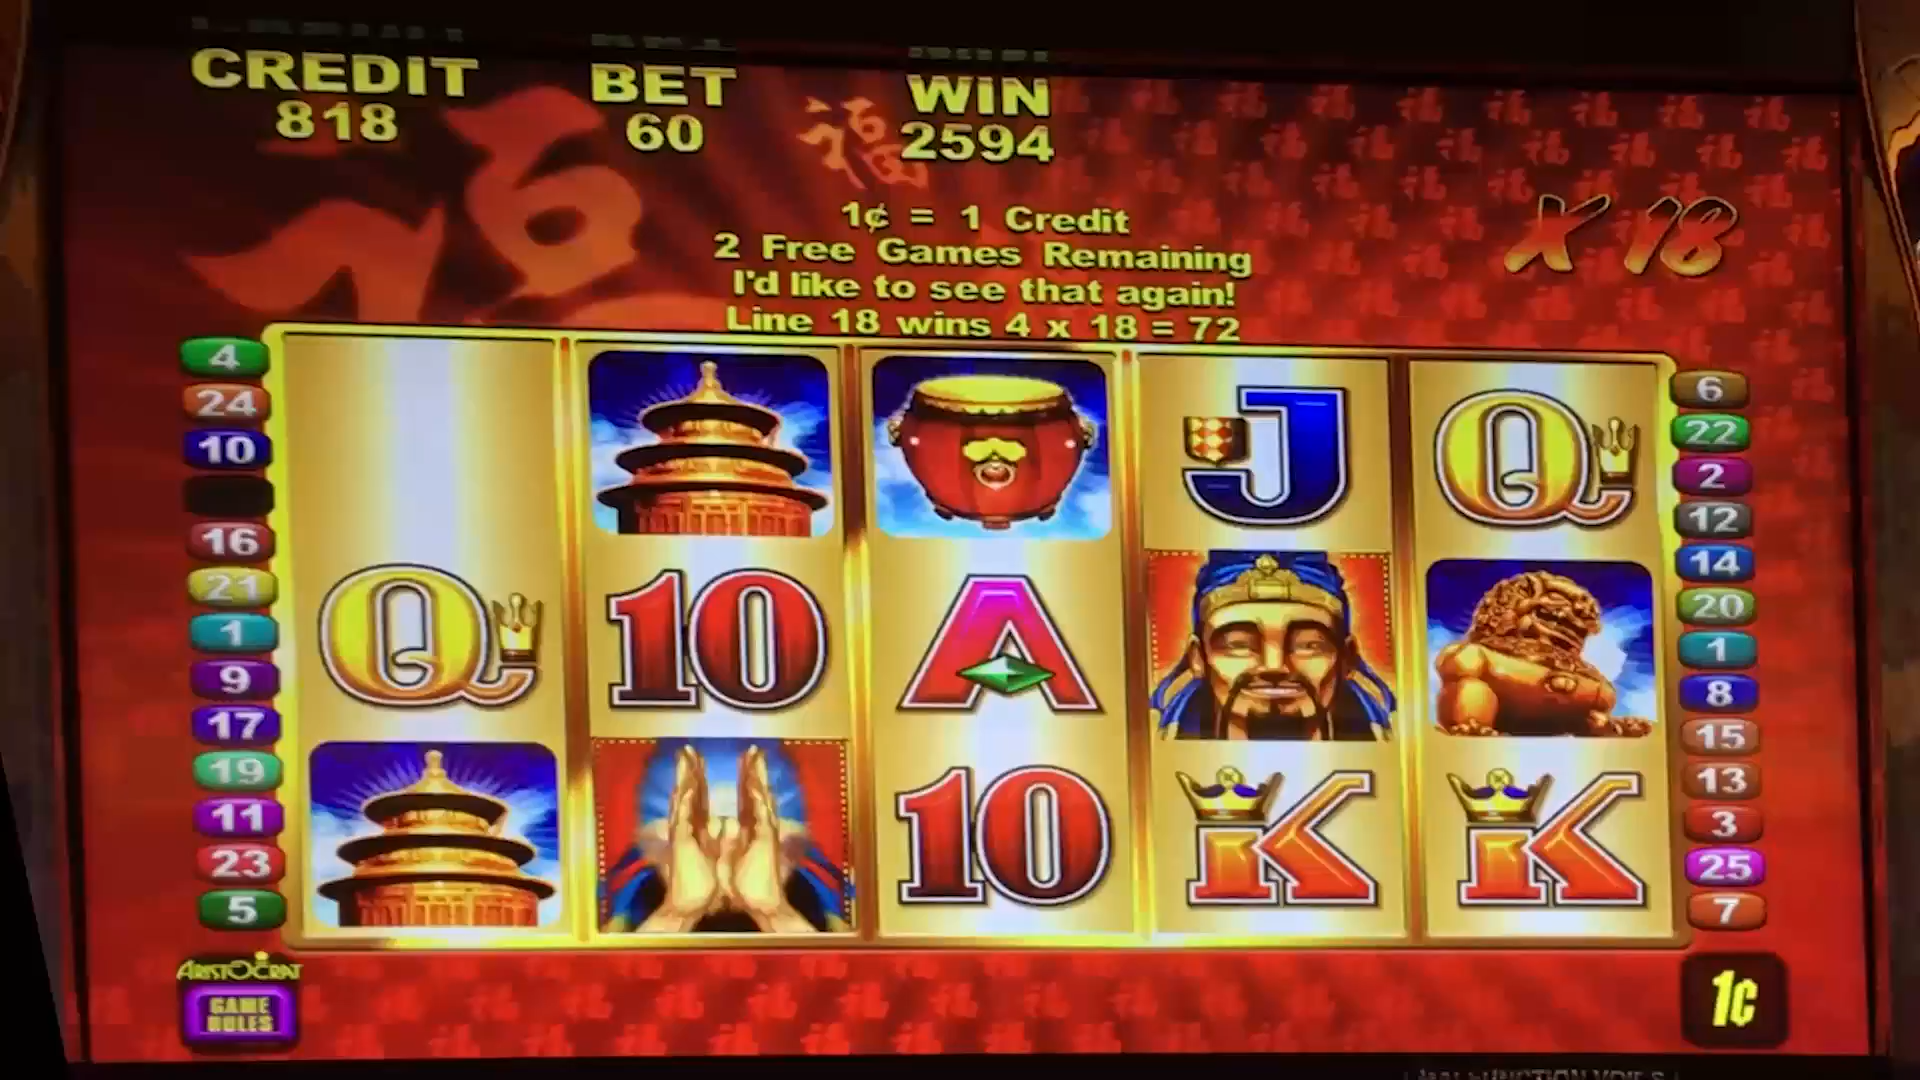 CREDIT BET WIN
818 60 2594
福
1¢ = 1 Credit
2 Free Games Remaining
X 18
I'd like to see that again!
Line 18 wins 4 x 18 = 72
4
24
10
16
21
1
9
17
19
11
23
5
J Q
Q 10 A
10 K K
6
22
2
12
14
20
1
8
15
13
3
25
7
ARISTOCRAT
GAME
RULES
1¢